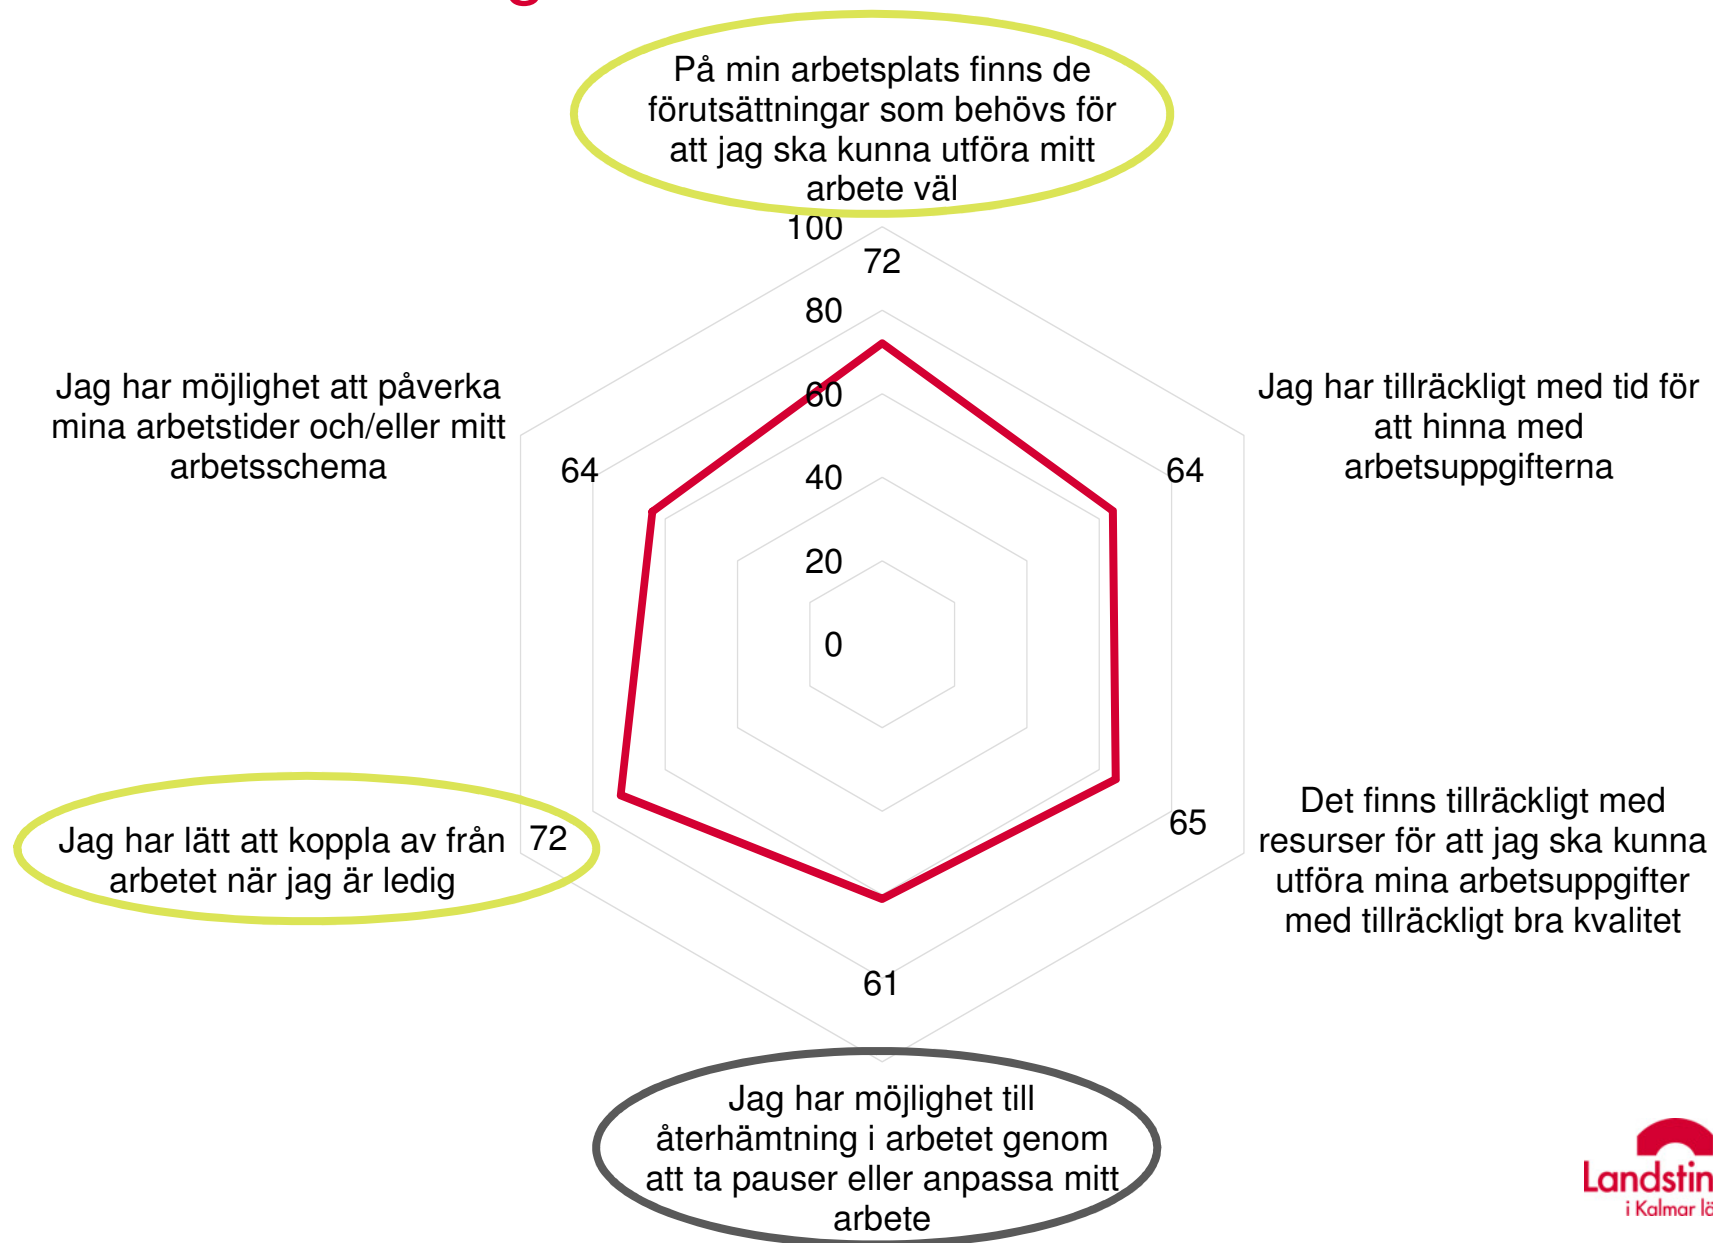 På min arbetsplats finns de
förutsättningar som behövs för
att jag ska kunna utföra mitt
arbete väl
100
72
80
60
40
20
0
Jag har tillräckligt med tid för
att hinna med
arbetsuppgifterna
64
Det finns tillräckligt med
resurser för att jag ska kunna
utföra mina arbetsuppgifter
med tillräckligt bra kvalitet
65
61
Jag har möjlighet till
återhämtning i arbetet genom
att ta pauser eller anpassa mitt
arbete
Jag har lätt att koppla av från
arbetet när jag är ledig
72
Jag har möjlighet att påverka
mina arbetstider och/eller mitt
arbetsschema
64
Landstin
i Kalmar lä